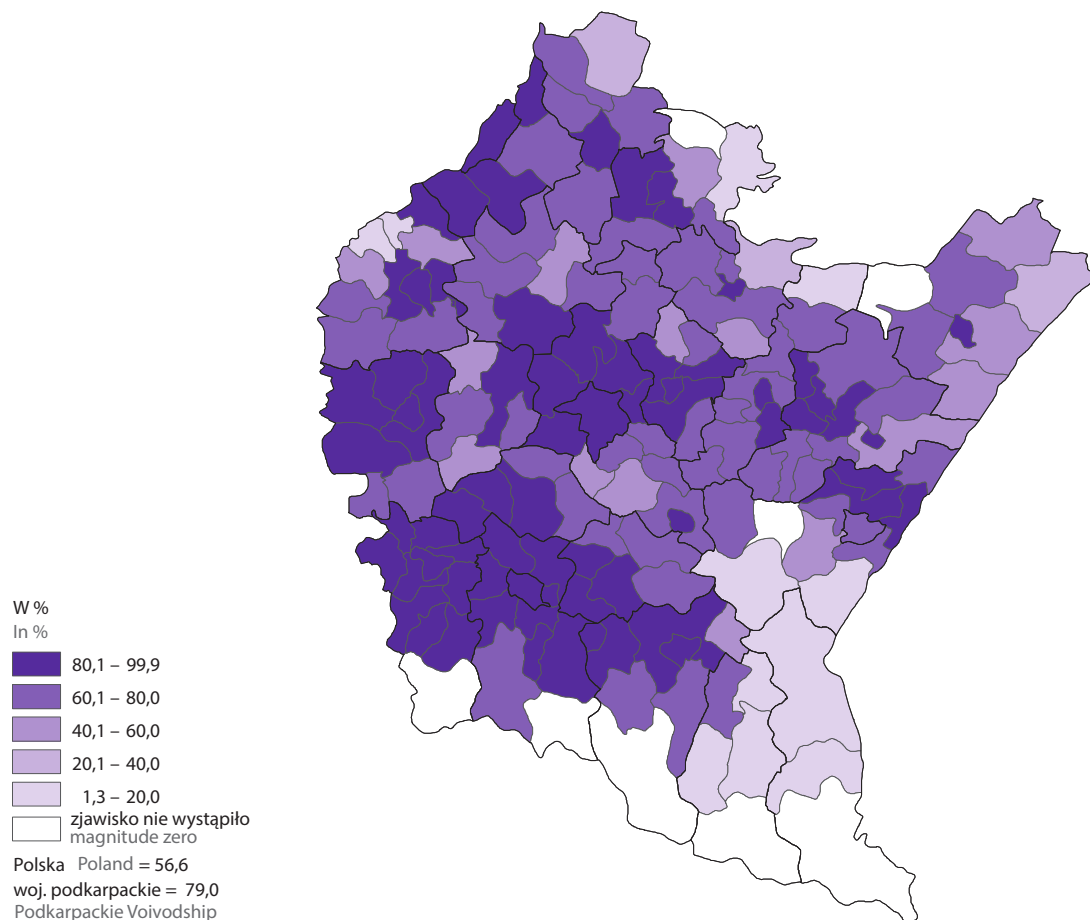 W %
In %
80,1 – 99,9
60,1 – 80,0
40,1 – 60,0
20,1 – 40,0
1,3 – 20,0
zjawisko nie wystąpiło
magnitude zero
Polska Poland = 56,6
woj. podkarpackie = 79,0
Podkarpackie Voivodship